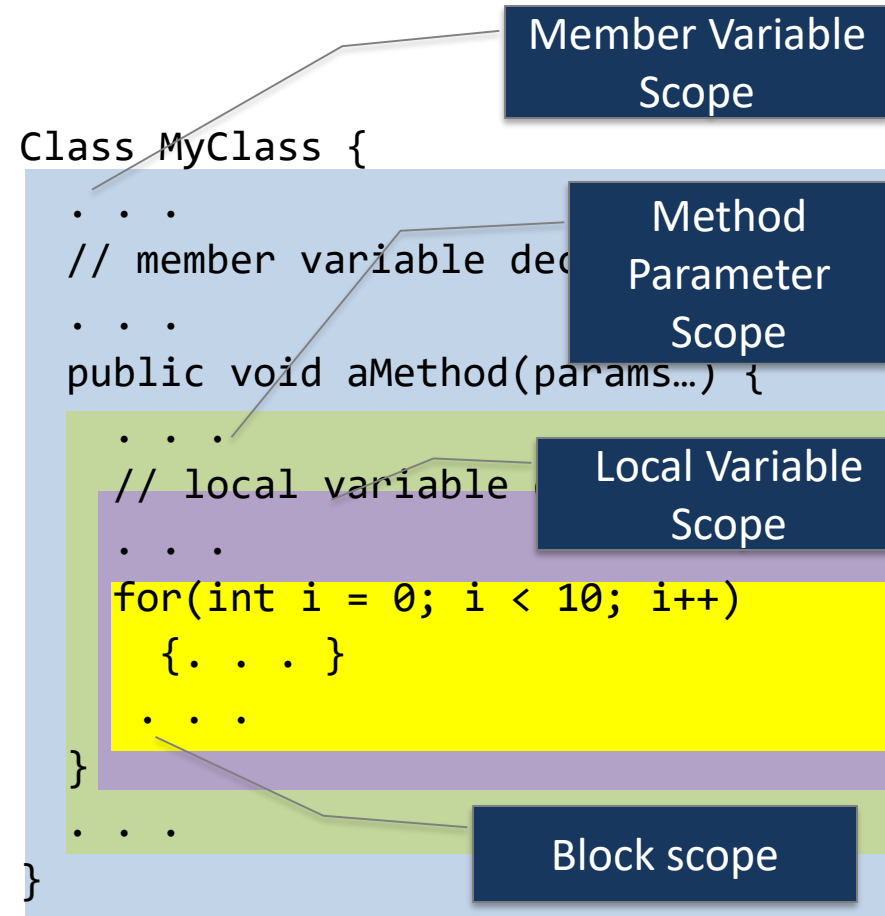 Member Variable
Scope
Class MyClass {
. . .
// member variable
Method
Parameter
Scope
. . .
public void aMethod(params…) {
. . .
// local variable
Local Variable
Scope
. . .
for(int i = 0; i < 10; i++)
{. . . }
. . .
}
. . .
Block scope
}